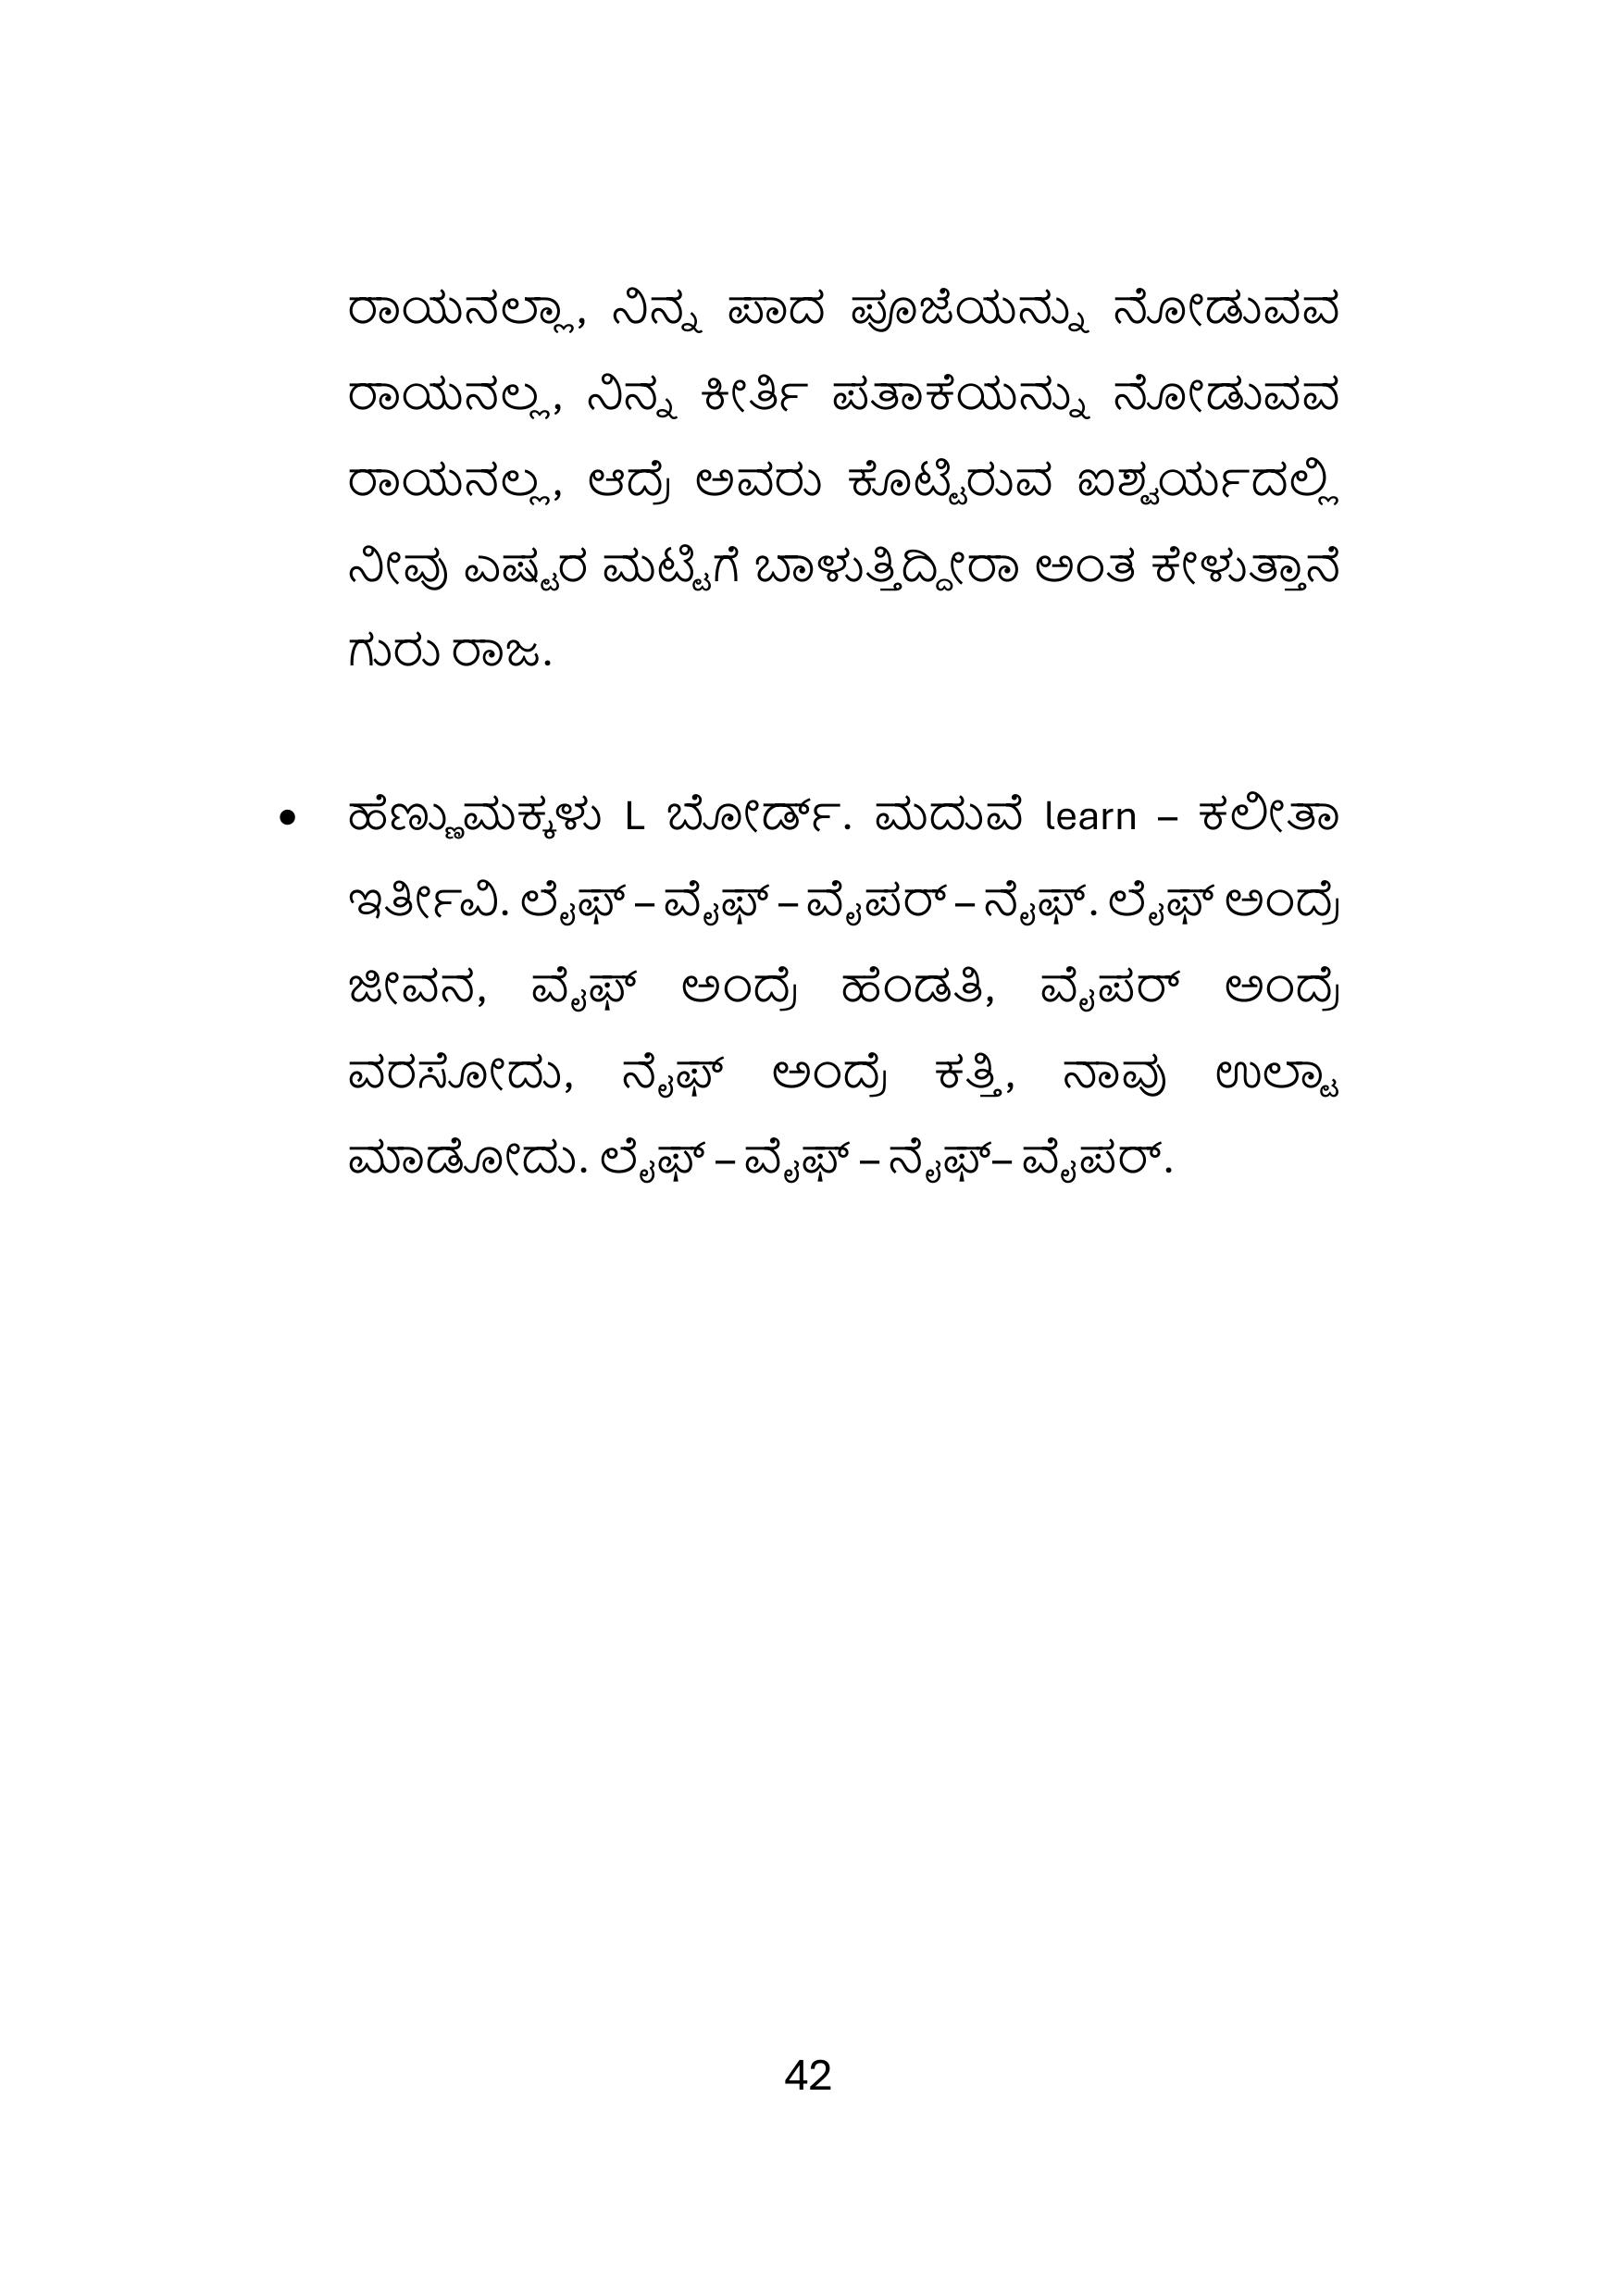 ರಾಯನಲ್ಲಾ, ನಿನ್ನ ಪಾದ ಪೂಜೆಯನ್ನು ನೋಡುವವ
ರಾಯನಲ್ಲ, ನಿನ್ನ ಕೀರ್ತಿ ಪತಾಕೆಯನ್ನು ನೋಡುವವ
ರಾಯನಲ್ಲ, ಆದ್ರೆ ಅವರು ಕೊಟ್ಟಿರುವ ಐಶ್ವರ್ಯದಲ್ಲಿ
ನೀವು ಎಷ್ಟರ ಮಟ್ಟಿಗೆ ಬಾಳುತ್ತಿದ್ದೀರಾ ಅಂತ ಕೇಳುತ್ತಾನೆ
ಗುರು ರಾಜ.
• ಹೆಣ್ಣುಮಕ್ಕಳು L ಬೋರ್ಡ್. ಮದುವೆ learn – ಕಲೀತಾ
ಇರ್ತೀವಿ. ಲೈಫ್ – ವೈಫ್ – ವೈಪರ್ – ನೈಫ್. ಲೈಫ್ ಅಂದ್ರೆ
ಜೀವನ, ವೈಫ್ ಅಂದ್ರೆ ಹೆಂಡತಿ, ವೈಪರ್ ಅಂದ್ರೆ
ವರಸೋದು, ನೈಫ್ ಅಂದ್ರೆ ಕತ್ತಿ, ನಾವು ಉಲ್ಟಾ
ಮಾಡೋದು. ಲೈಫ್ – ವೈಫ್ – ನೈಫ್– ವೈಪರ್.
42